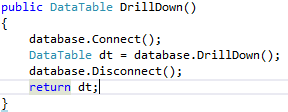 public DataTable DrillDown()
{
database.Connect();
DataTable dt = database.DrillDown();
database.Disconnect();
return dt;
}